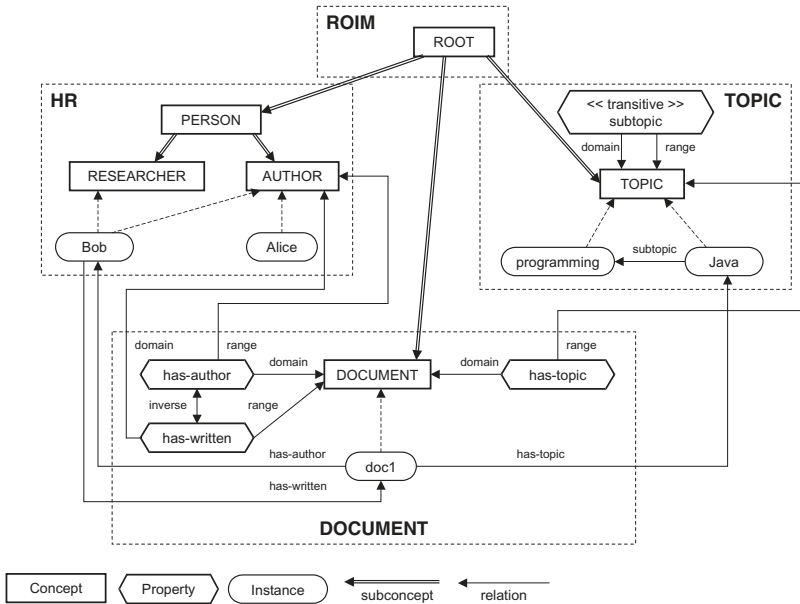 ROIM
ROOT
HR
PERSON
RESEARCHER
AUTHOR
Bob
Alice
<< transitive >>
subtopic
TOPIC
domain
range
TOPIC
programming
subtopic
Java
domain
range
has-author
domain
DOCUMENT
domain
range
has-topic
inverse
range
has-written
has-author
doc1
has-topic
has-written
DOCUMENT
Concept
Property
Instance
subconcept
relation